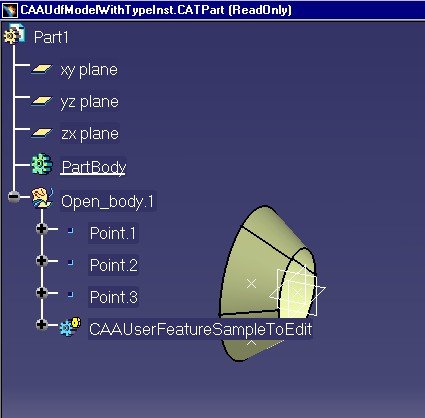 CAAUdfModelWithTypeInst.CATPart (ReadOnly)
Part1
xy plane
yz plane
zx plane
PartBody
Open_body.1
Point.1
Point.2
Point.3
CAAUserFeatureSampleToEdit